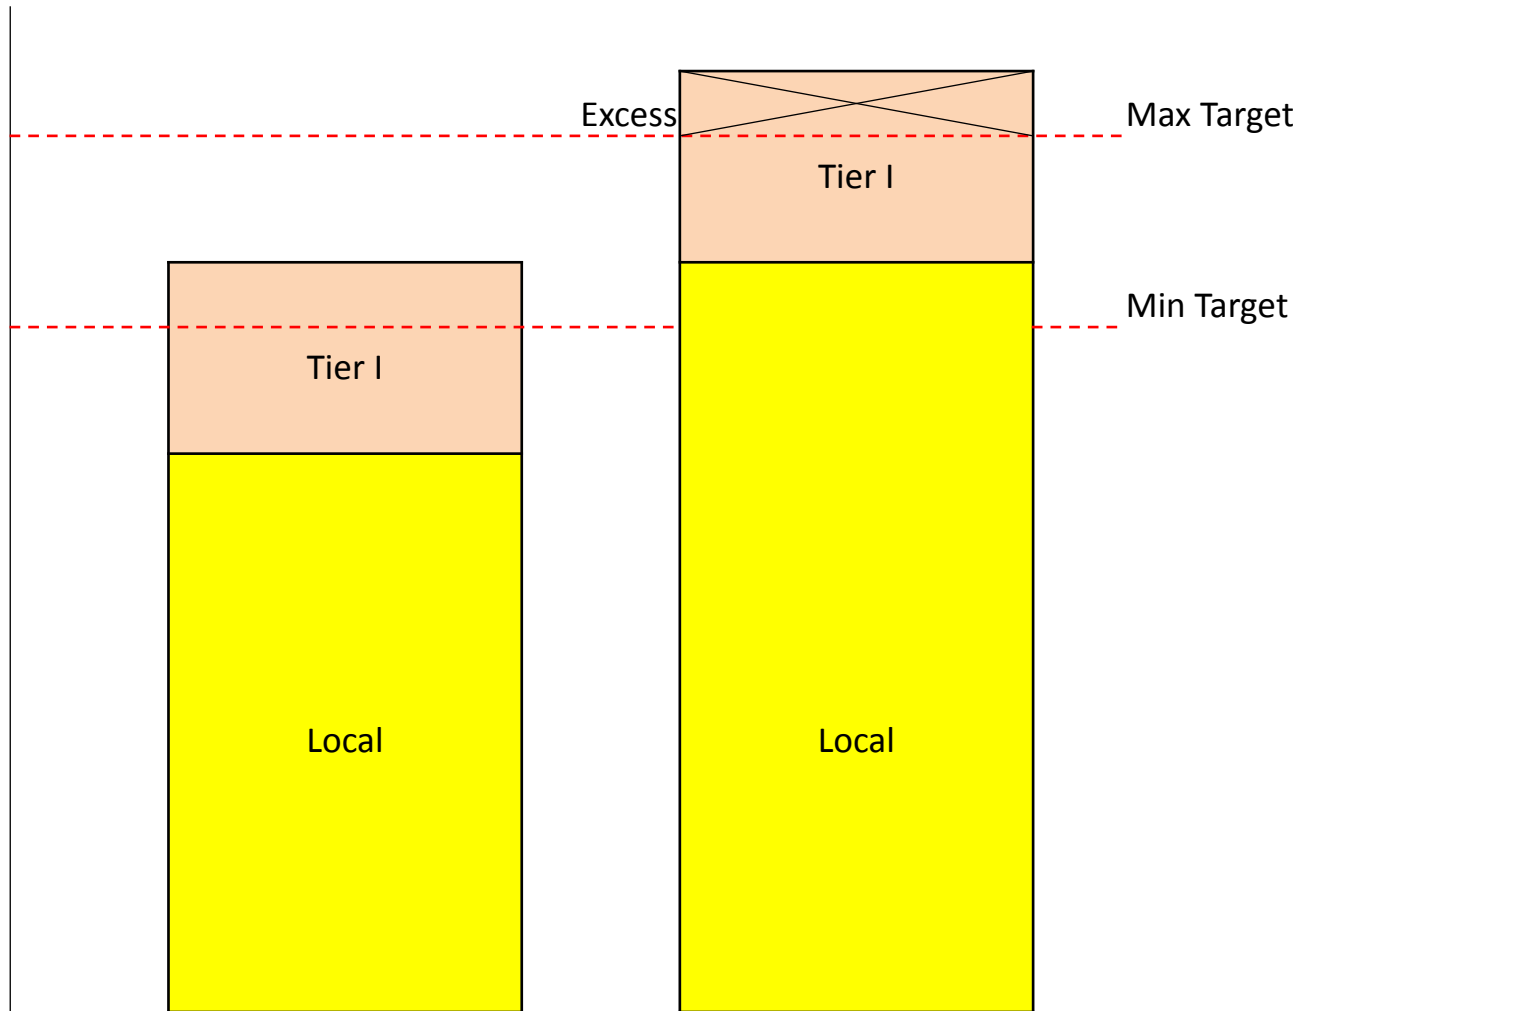 Excess
Max Target
Tier I
Min Target
Tier I
Local
Local